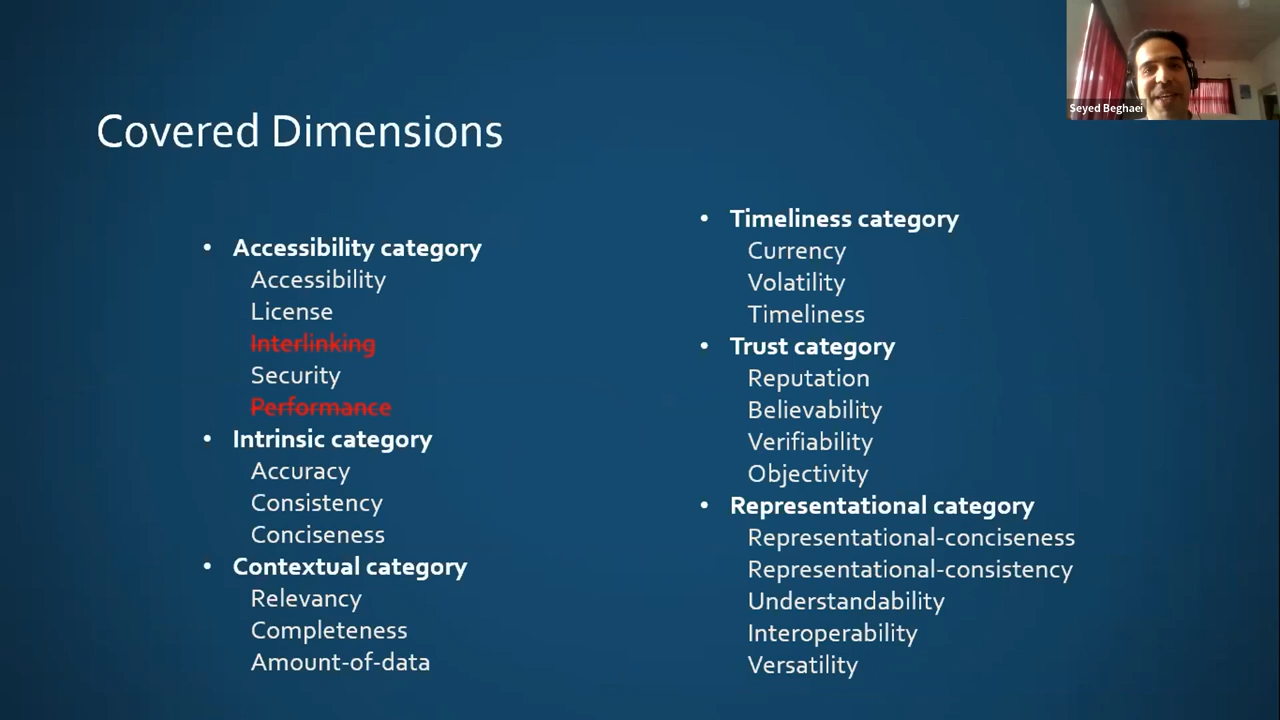 Seyed Beghaei
Covered Dimensions
• Accessibility category
Accessibility
License
Interlinking
Security
Performance
• Intrinsic category
Accuracy
Consistency
Conciseness
• Contextual category
Relevancy
Completeness
Amount-of-data
• Timeliness category
Currency
Volatility
Timeliness
• Trust category
Reputation
Believability
Verifiability
Objectivity
• Representational category
Representational-conciseness
Representational-consistency
Understandability
Interoperability
Versatility